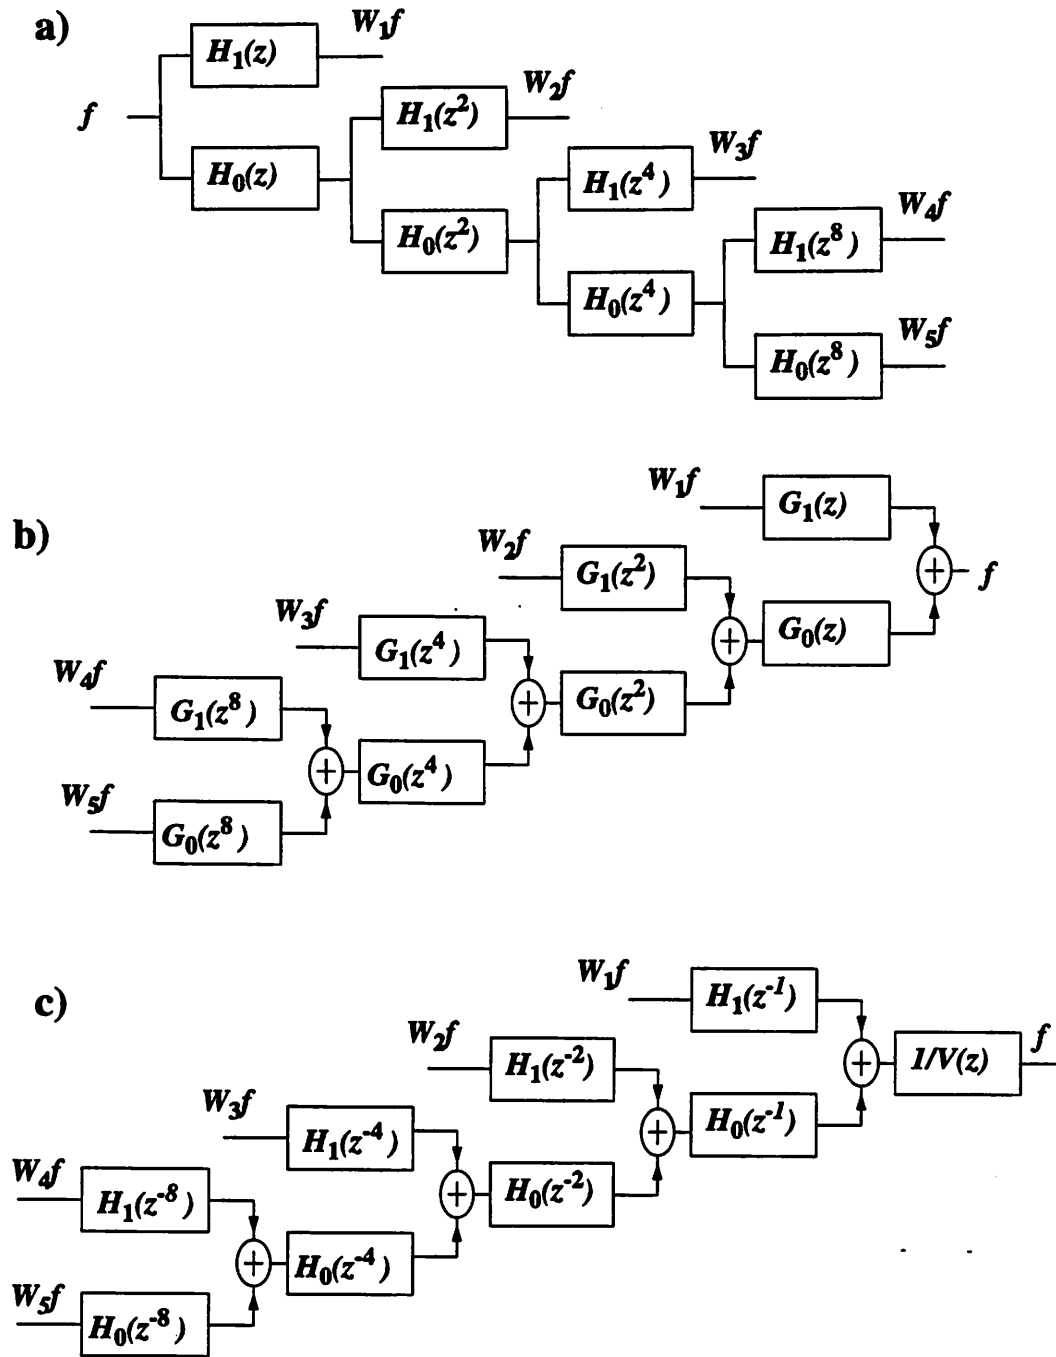 a)
W₁f
H₁(z)
f
W₂f
H₁(z²)
H₀(z)
W₃f
H₁(z⁴)
H₀(z²)
W₄f
H₁(z⁸)
H₀(z⁴)
W₅f
H₀(z⁸)
b)
W₁f
G₁(z)
W₂f
G₁(z²)
+
f
W₃f
G₁(z⁴)
+
G₀(z)
W₄f
G₁(z⁸)
+
G₀(z²)
W₅f
+
G₀(z⁴)
G₀(z⁸)
c)
W₁f
H₁(z⁻¹)
W₂f
H₁(z⁻²)
+
1/V(z)
f
W₃f
H₁(z⁻⁴)
+
H₀(z⁻¹)
W₄f
H₁(z⁻⁸)
+
H₀(z⁻²)
W₅f
+
H₀(z⁻⁴)
H₀(z⁻⁸)